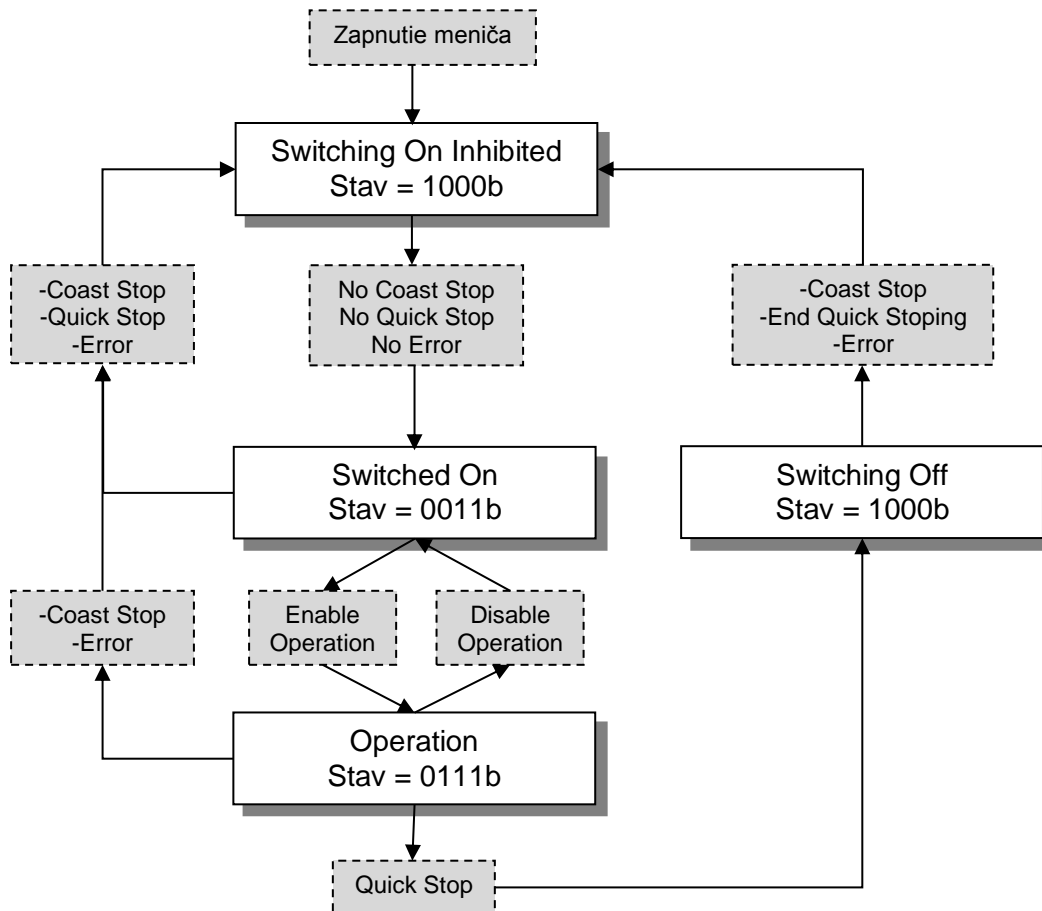 Zapnutie meniča
Switching On Inhibited
Stav = 1000b
-Coast Stop
-Quick Stop
-Error
No Coast Stop
No Quick Stop
No Error
-Coast Stop
-End Quick Stoping
-Error
Switched On
Stav = 0011b
Switching Off
Stav = 1000b
-Coast Stop
-Error
Enable
Operation
Disable
Operation
Operation
Stav = 0111b
Quick Stop